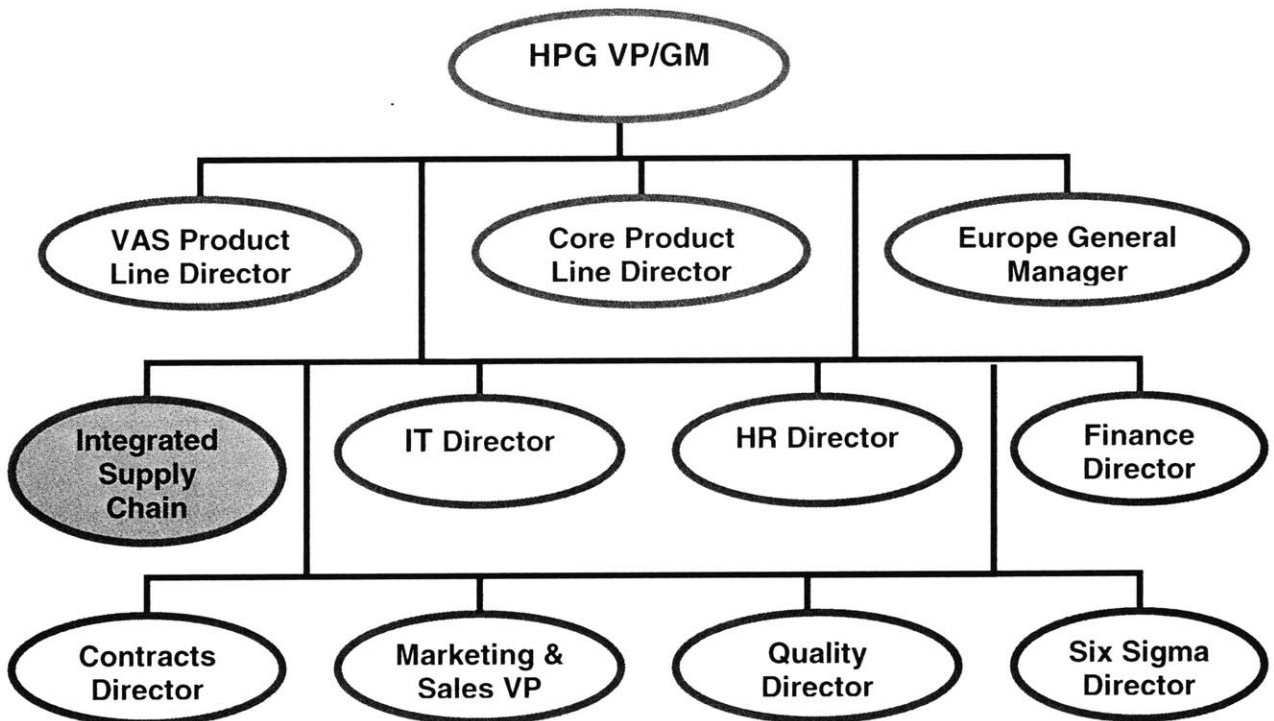 HPG VP/GM
VAS Product
Line Director
Core Product
Line Director
Europe General
Manager
Integrated
Supply
Chain
IT Director
HR Director
Finance
Director
Contracts
Director
Marketing &
Sales VP
Quality
Director
Six Sigma
Director